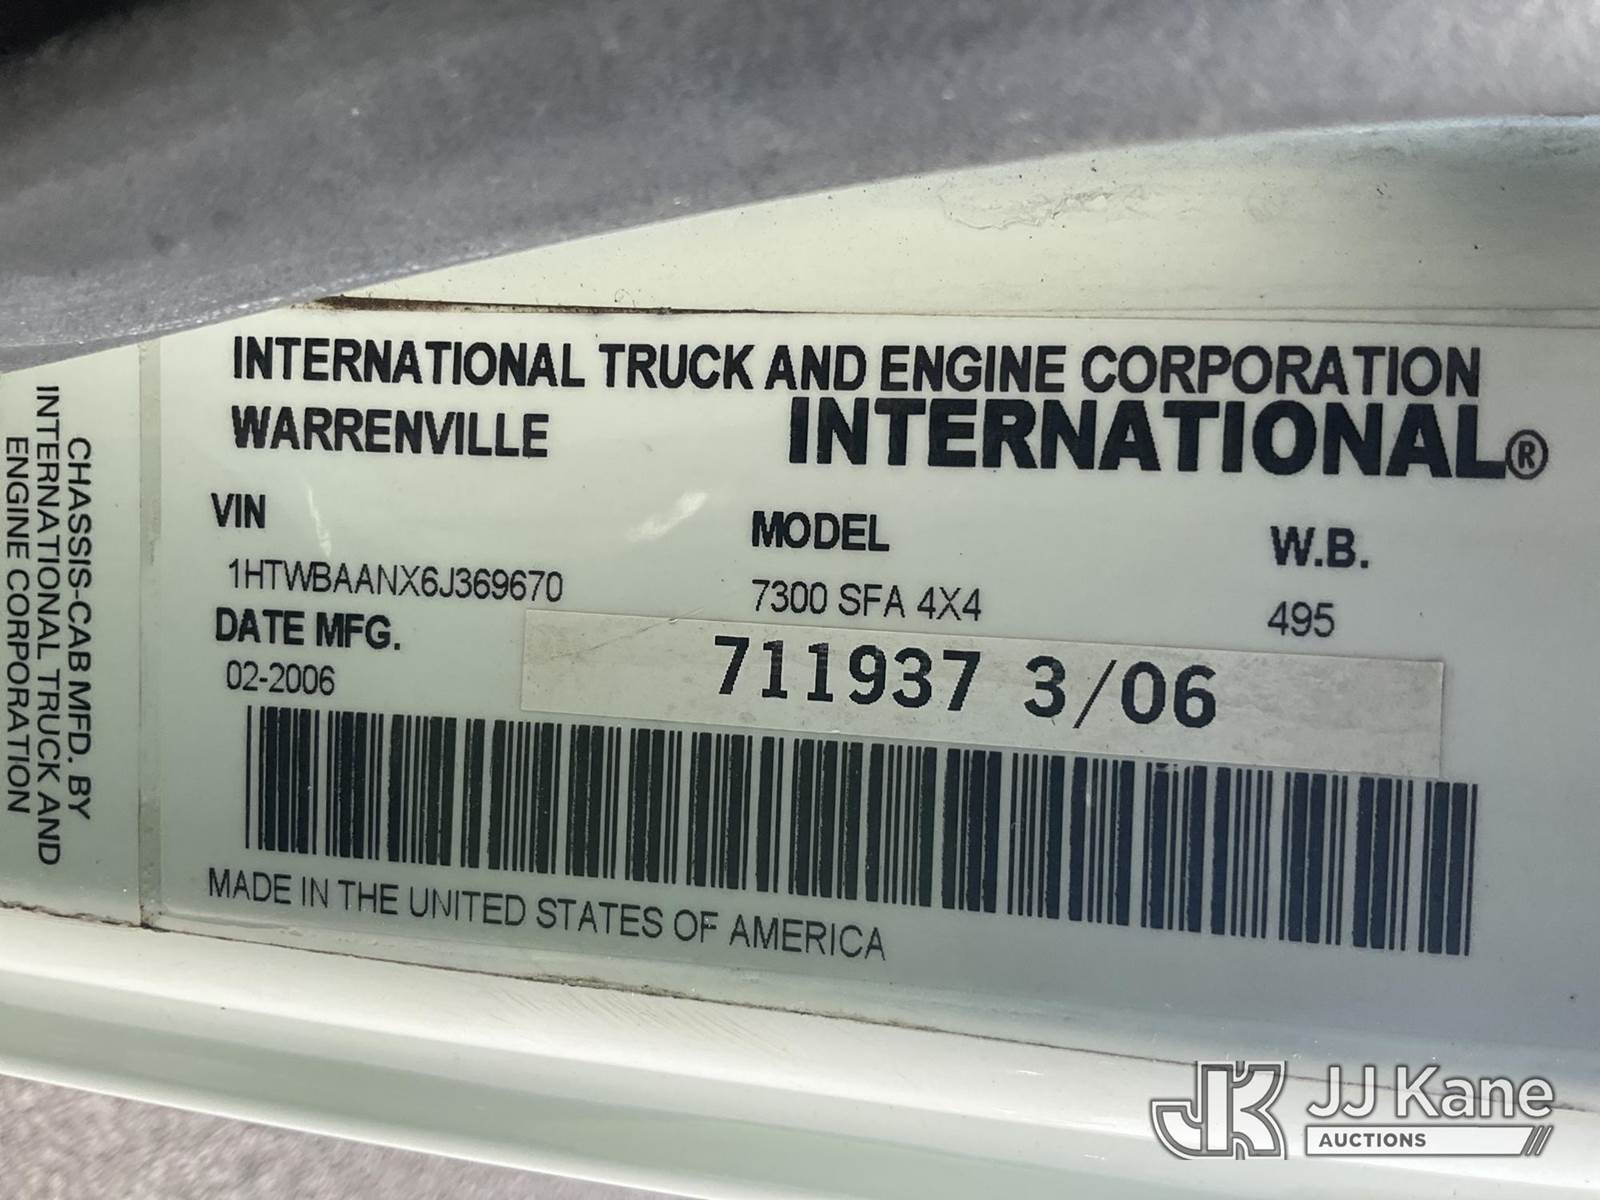 INTERNATIONAL TRUCK AND ENGINE CORPORATION
WARRENVILLE
INTERNATIONAL®
VIN
MODEL
W.B.
1HTWBAANX6J369670
7300 SFA 4X4
495
DATE MFG.
02-2006
711937 3/06
MADE IN THE UNITED STATES OF AMERICA
CHASSIS-CAB MFD. BY
INTERNATIONAL TRUCK AND
ENGINE CORPORATION
JK
JJ Kane
AUCTIONS